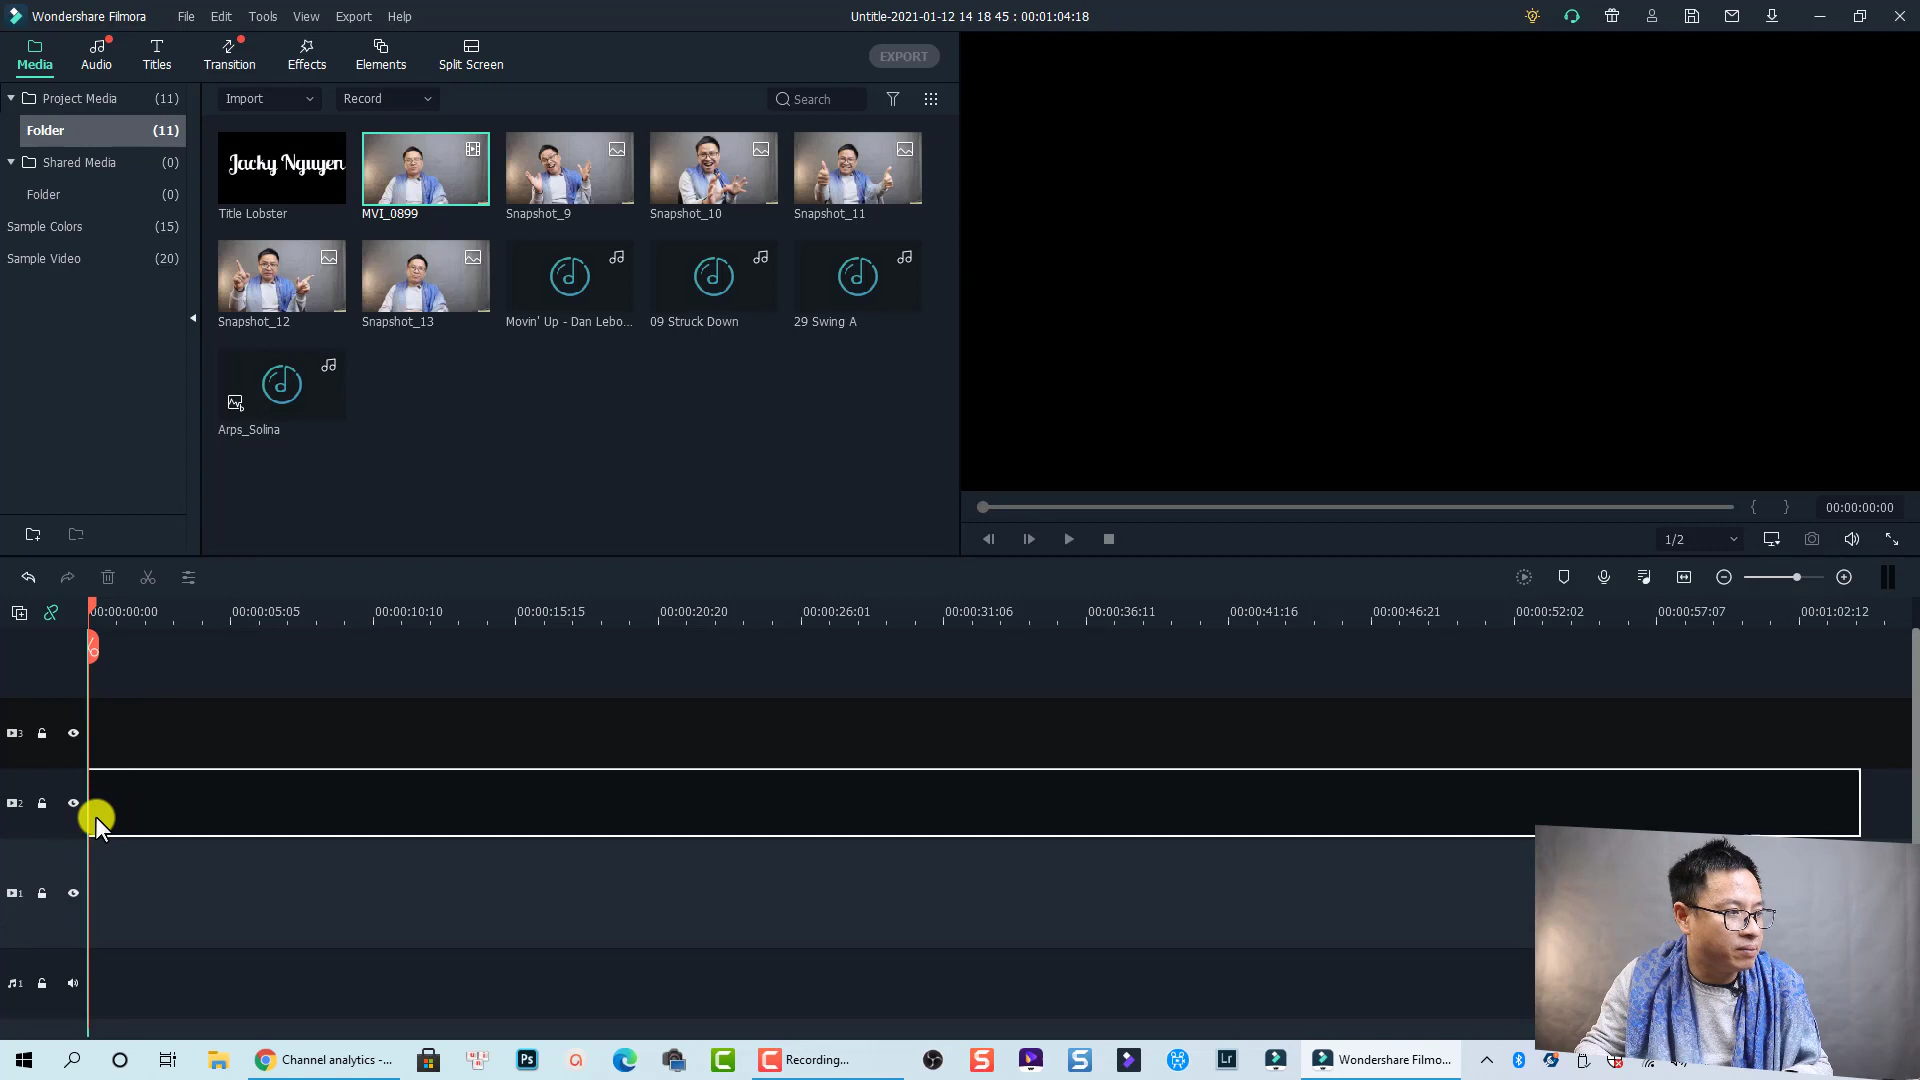 Wondershare Filmora File Edit Tools View Export Help Untitle-2021-01-12 14 18 45 : 00:01:04:18
Media Audio Titles Transition Effects Elements Split Screen EXPORT
Project Media (11) Import Record Search
Folder (11)
Shared Media (0)
Folder (0)
Sample Colors (15)
Sample Video (20)
Jacky Nguyen
Title Lobster MVI_0899 Snapshot_9 Snapshot_10 Snapshot_11
Snapshot_12 Snapshot_13 Movin' Up - Dan Lebo... 09 Struck Down 29 Swing A
Arps_Solina
{ } 00:00:00:00
1/2
00:00:00:00 00:00:05:05 00:00:10:10 00:00:15:15 00:00:20:20 00:00:26:01 00:00:31:06 00:00:36:11 00:00:41:16 00:00:46:21 00:00:52:02 00:00:57:07 00:01:02:12
3
2
1
1
Channel analytics -... Ps Recording... Lr Wondershare Filmo...